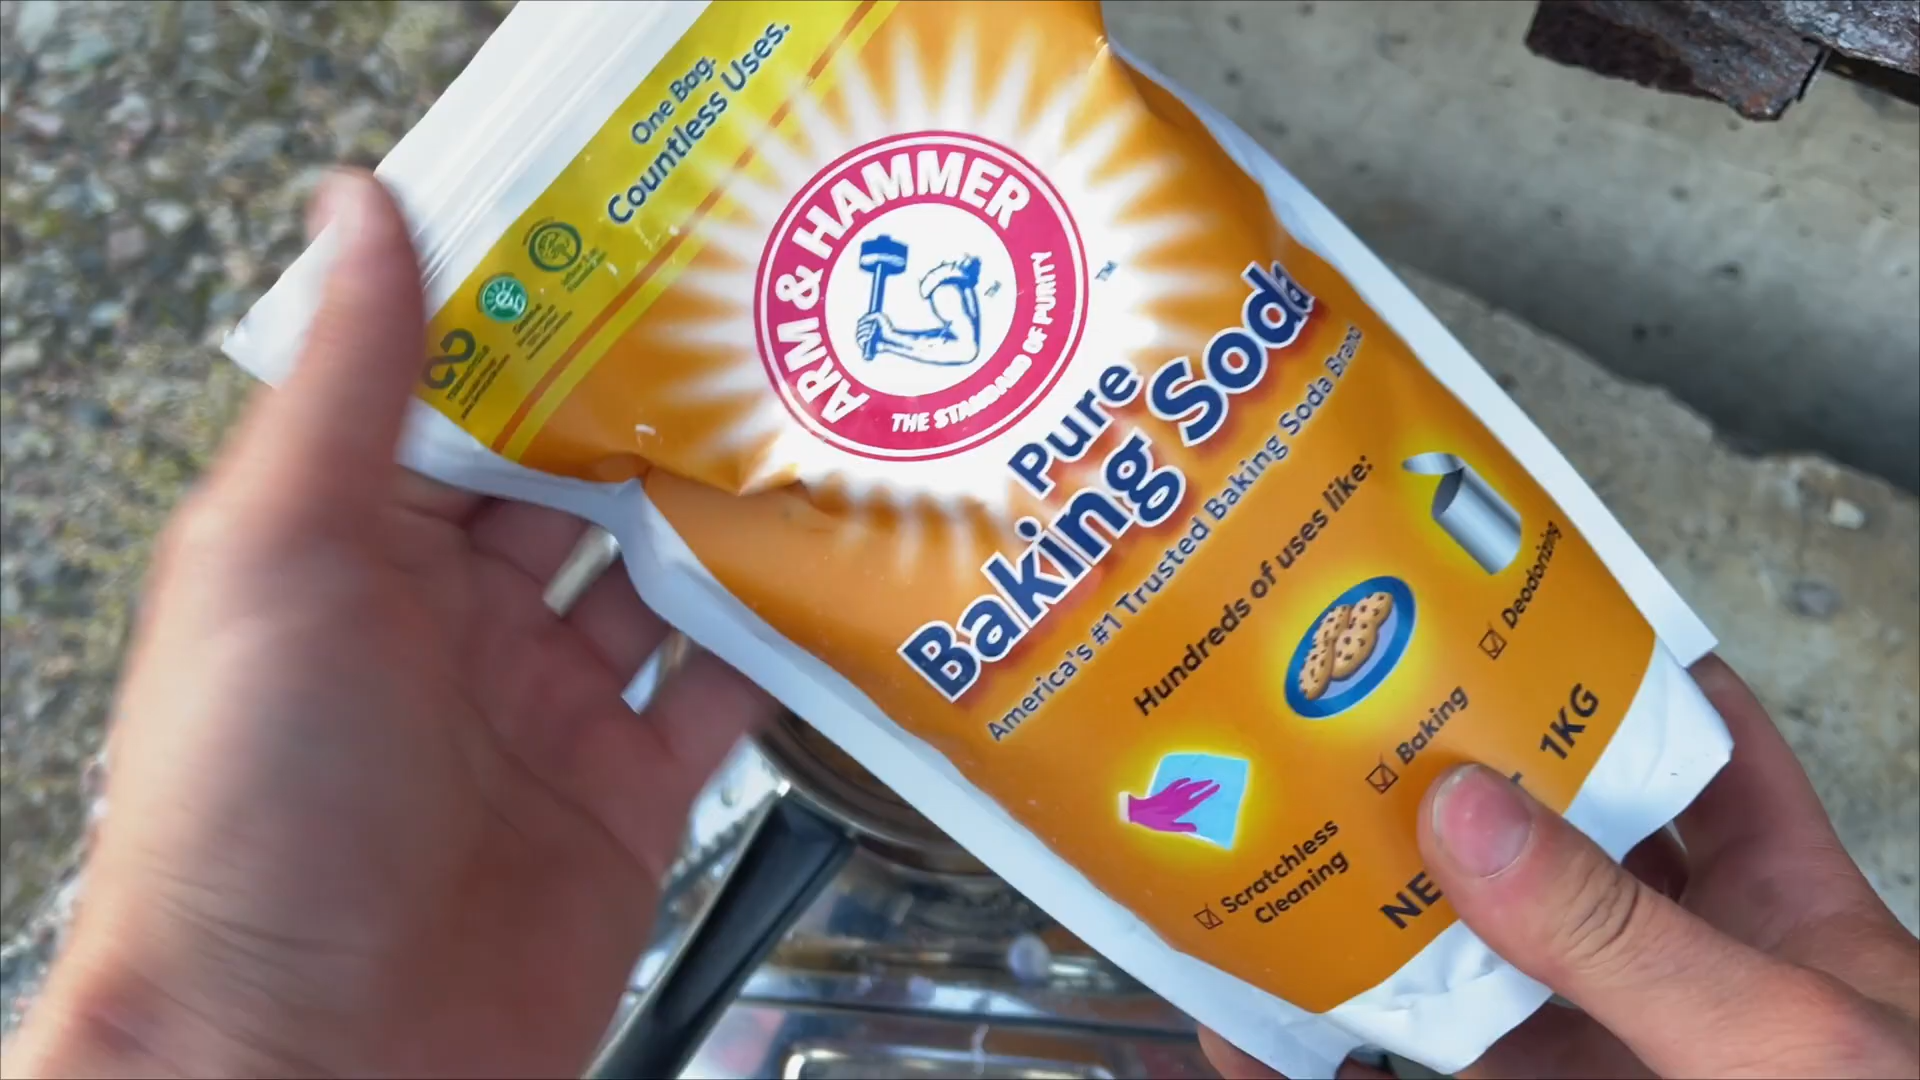 One Bag.
Countless Uses.
ARM & HAMMER
THE STANDARD OF PURITY
TM
TM
Pure
Baking Soda
America's #1 Trusted Baking Soda Brand
Hundreds of uses like:
Scratchless
Cleaning
Baking
Deodorizing
1KG